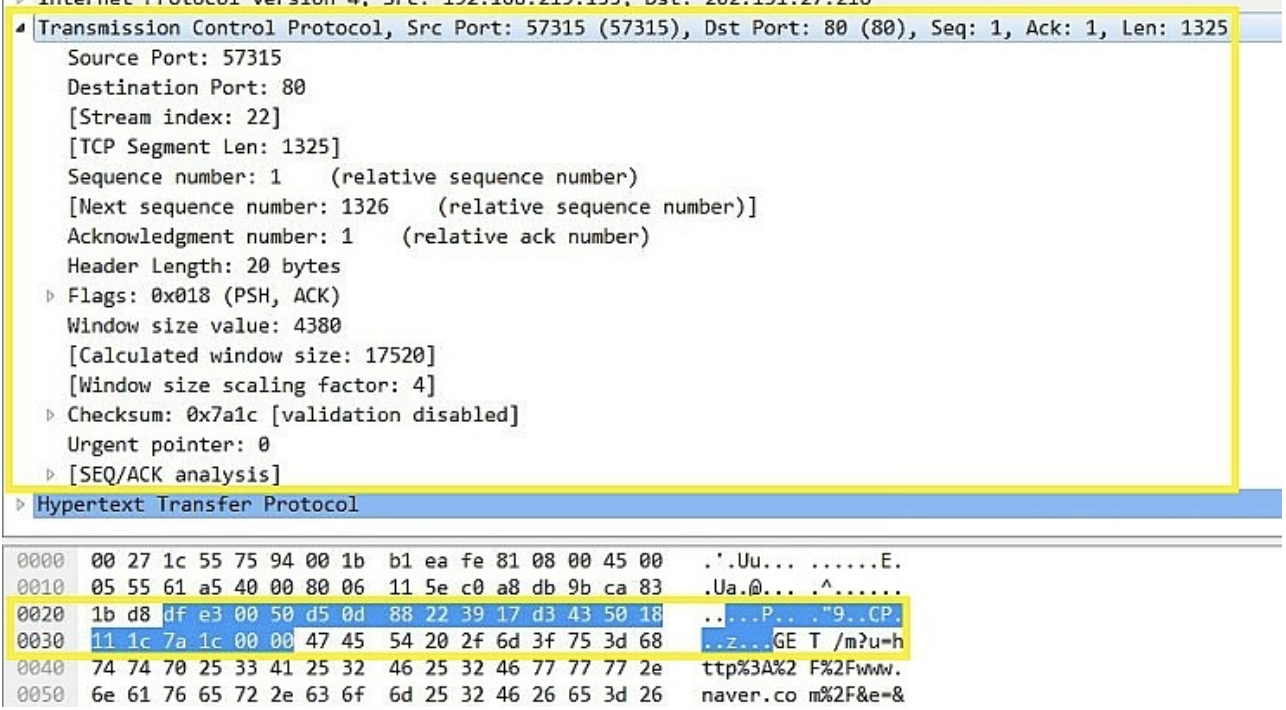 Internet Protocol Version 4, Src: 192.168.219.155, Dst: 202.131.27.216
Transmission Control Protocol, Src Port: 57315 (57315), Dst Port: 80 (80), Seq: 1, Ack: 1, Len: 1325
Source Port: 57315
Destination Port: 80
[Stream index: 22]
[TCP Segment Len: 1325]
Sequence number: 1 (relative sequence number)
[Next sequence number: 1326 (relative sequence number)]
Acknowledgment number: 1 (relative ack number)
Header Length: 20 bytes
Flags: 0x018 (PSH, ACK)
Window size value: 4380
[Calculated window size: 17520]
[Window size scaling factor: 4]
Checksum: 0x7a1c [validation disabled]
Urgent pointer: 0
[SEQ/ACK analysis]
Hypertext Transfer Protocol
0000 00 27 1c 55 75 94 00 1b b1 ea fe 81 08 00 45 00 .'.Uu... ......E.
0010 05 55 61 a5 40 00 80 06 11 5e c0 a8 db 9b ca 83 .Ua.@... .^......
0020 1b d8 df e3 00 50 d5 0d 88 22 39 17 d3 43 50 18 .....P.. ."9..CP.
0030 11 1c 7a 1c 00 00 47 45 54 20 2f 6d 3f 75 3d 68 ..z...GE T /m?u=h
0040 74 74 70 25 33 41 25 32 46 25 32 46 77 77 77 2e ttp%3A%2 F%2Fwww.
0050 6e 61 76 65 72 2e 63 6f 6d 25 32 46 26 65 3d 26 naver.co m%2F&e=&